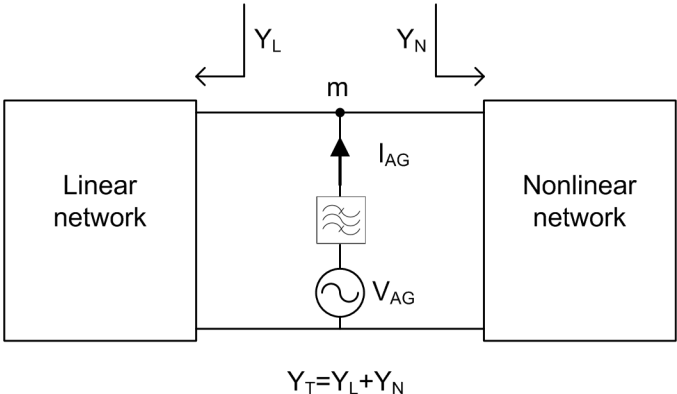 Y_L
Y_N
m
I_AG
Linear
network
Nonlinear
network
V_AG
Y_T=Y_L+Y_N